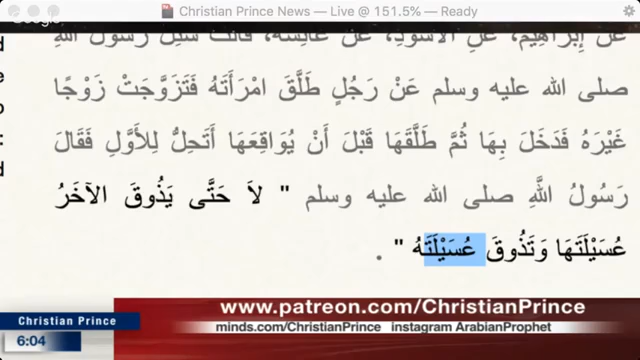 Christian Prince News — Live @ 151.5% — Ready
عَنْ إِبْرَاهِيمَ، عَنِ الأَسْوَدِ، عَنْ عَائِشَةَ، قَالَتْ سُئِلَ رَسُولُ اللَّهِ
صلى الله عليه وسلم عَنْ رَجُلٍ طَلَّقَ امْرَأَتَهُ فَتَزَوَّجَتْ زَوْجًا
غَيْرَهُ فَدَخَلَ بِهَا ثُمَّ طَلَّقَهَا قَبْلَ أَنْ يُوَاقِعَهَا أَتَحِلُّ لِلأَوَّلِ فَقَالَ
رَسُولُ اللَّهِ صلى الله عليه وسلم " لاَ حَتَّى يَذُوقَ الآخَرُ
عُسَيْلَتَهَا وَتَذُوقَ عُسَيْلَتَهُ " .
www.patreon.com/ChristianPrince
Christian Prince
minds.com/ChristianPrince instagram ArabianProphet
6:04